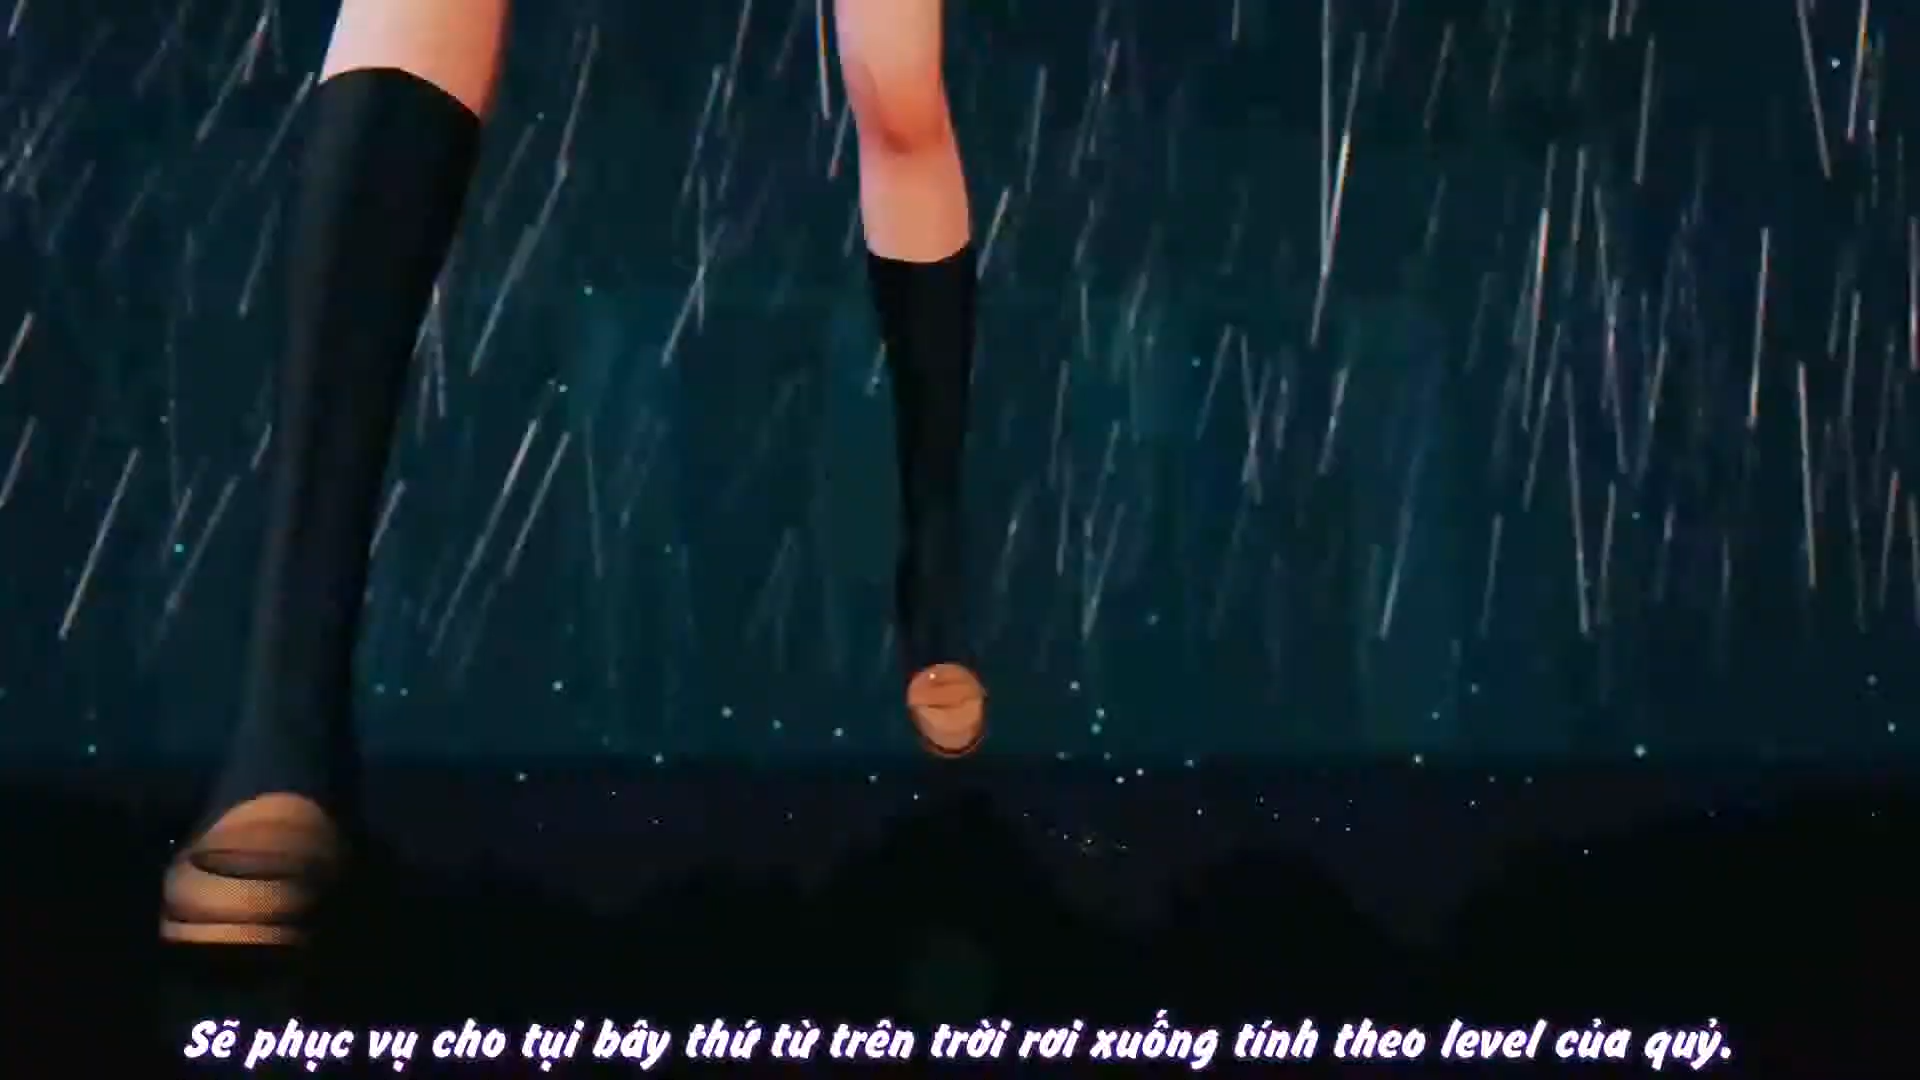 Sẽ phục vụ cho tụi bây thứ từ trên trời rơi xuống tính theo level của quỷ.